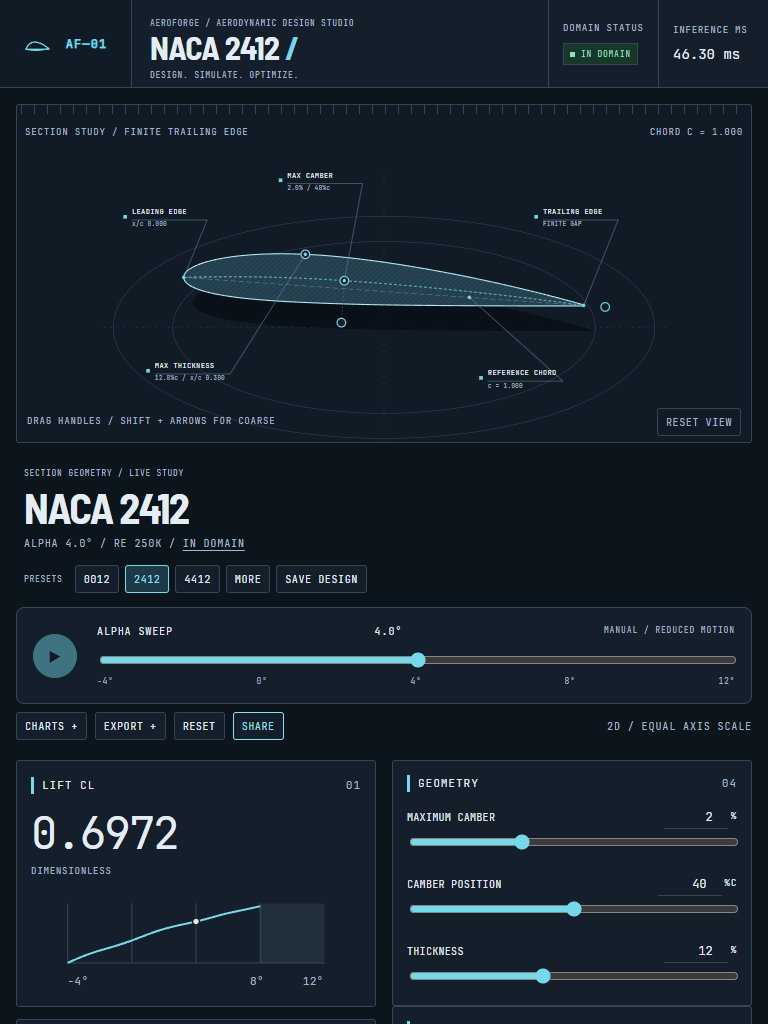 AF—01
AEROFORGE / AERODYNAMIC DESIGN STUDIO
NACA 2412 /
DESIGN. SIMULATE. OPTIMIZE.
DOMAIN STATUS
IN DOMAIN
INFERENCE MS
46.30 ms
SECTION STUDY / FINITE TRAILING EDGE
CHORD C = 1.000
MAX CAMBER
2.0% / 40%c
LEADING EDGE
x/c 0.000
TRAILING EDGE
FINITE GAP
MAX THICKNESS
12.0%c / x/c 0.300
REFERENCE CHORD
c = 1.000
DRAG HANDLES / SHIFT + ARROWS FOR COARSE
RESET VIEW
SECTION GEOMETRY / LIVE STUDY
NACA 2412
ALPHA 4.0° / RE 250K / IN DOMAIN
PRESETS 0012 2412 4412 MORE SAVE DESIGN
ALPHA SWEEP 4.0° MANUAL / REDUCED MOTION
-4° 0° 4° 8° 12°
CHARTS + EXPORT + RESET SHARE 2D / EQUAL AXIS SCALE
LIFT CL 01
0.6972
DIMENSIONLESS
-4° 8° 12°
GEOMETRY 04
MAXIMUM CAMBER 2 %
CAMBER POSITION 40 %C
THICKNESS 12 %